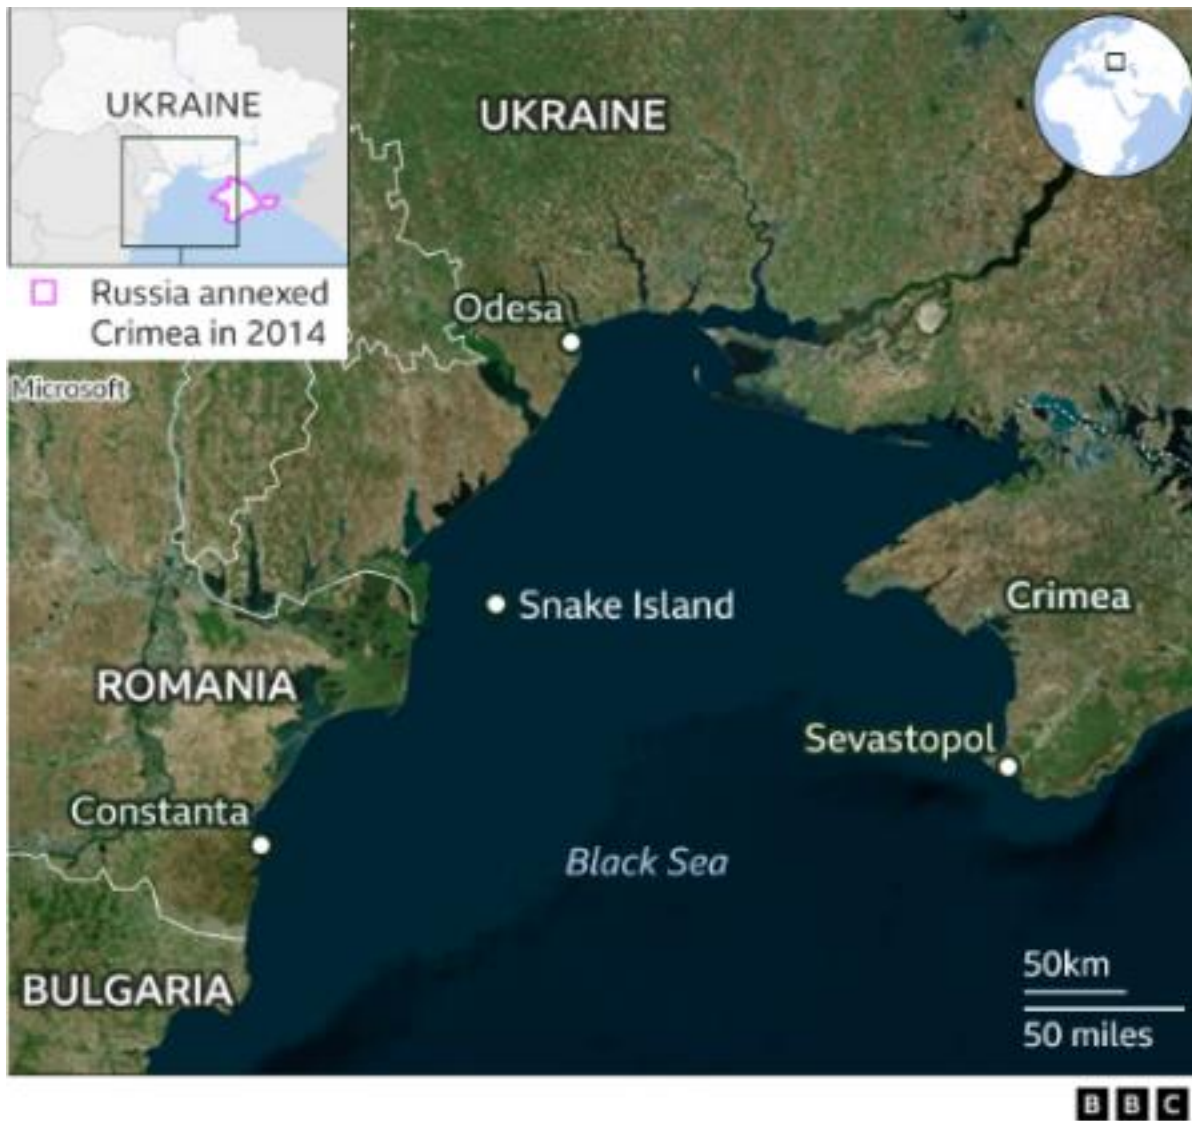 UKRAINE
Russia annexed
Crimea in 2014
Microsoft
UKRAINE
Odesa
Snake Island
Crimea
ROMANIA
Sevastopol
Constanta
Black Sea
BULGARIA
50km
50 miles
BBC